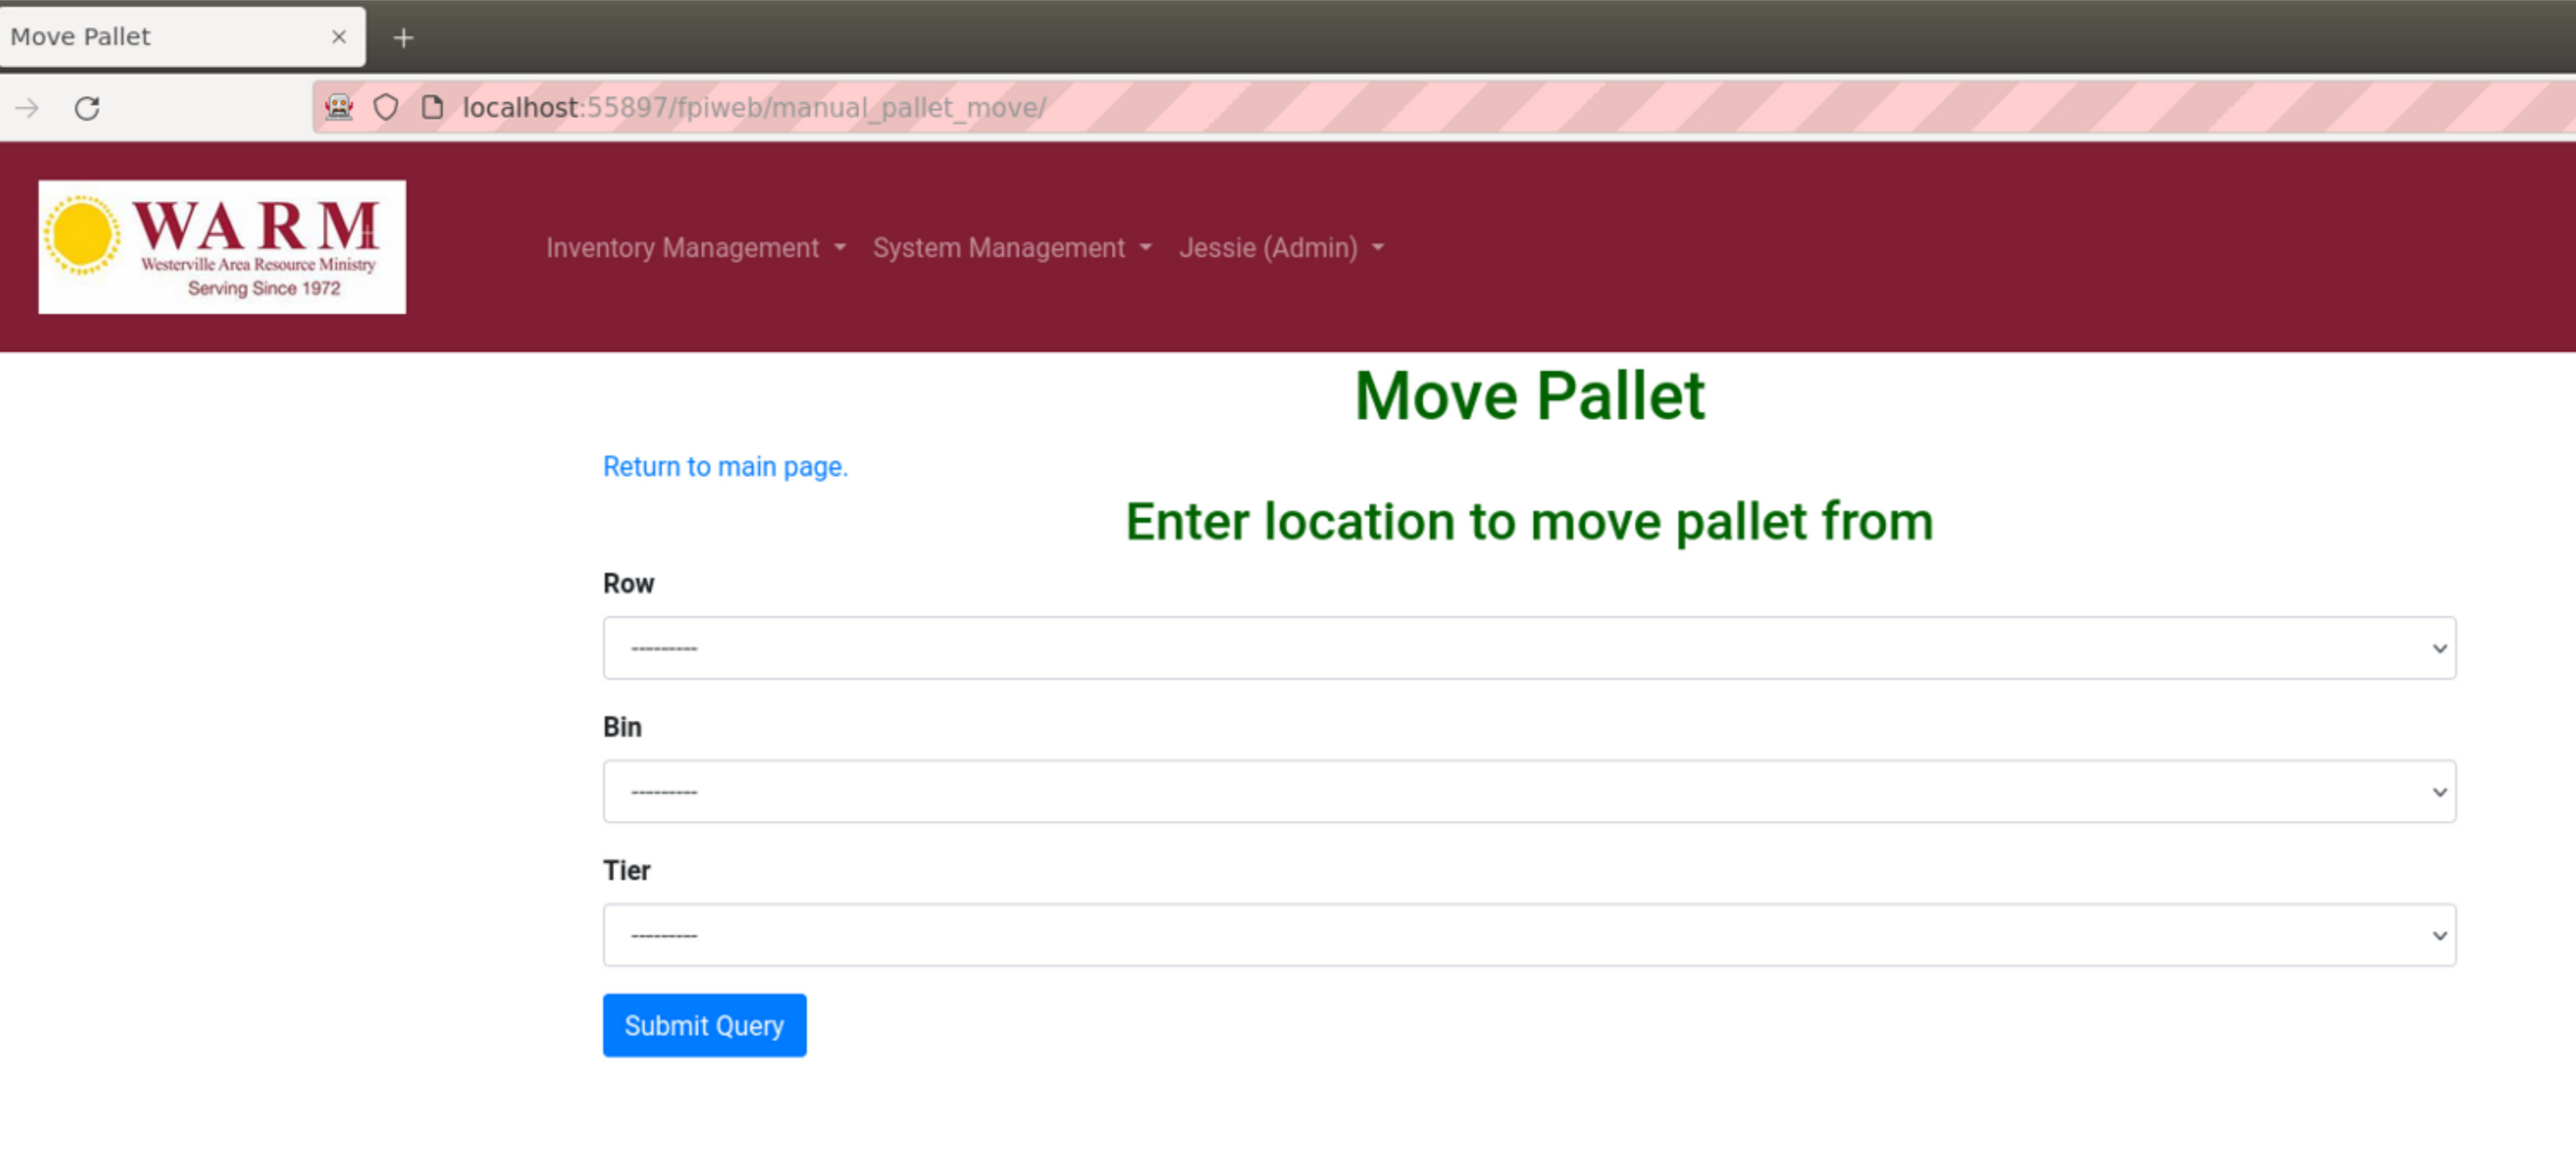 Move Pallet
localhost:55897/fpiweb/manual_pallet_move/
WARM
Westerville Area Resource Ministry
Serving Since 1972
Inventory Management System Management Jessie (Admin)
Move Pallet
Return to main page.
Enter location to move pallet from
Row
---------
Bin
---------
Tier
---------
Submit Query